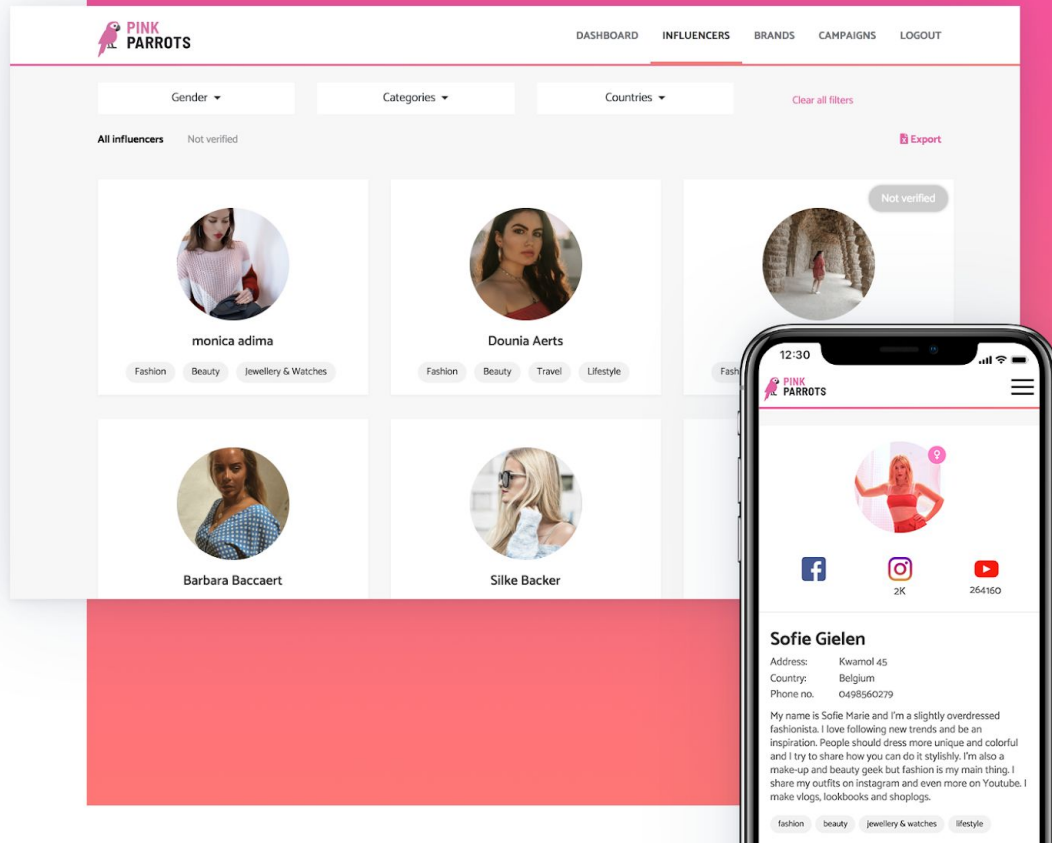 PINK
PARROTS
DASHBOARD INFLUENCERS BRANDS CAMPAIGNS LOGOUT
Gender Categories Countries Clear all filters
All influencers Not verified Export
Not verified
monica adima Dounia Aerts
Fashion Beauty Jewellery & Watches Fashion Beauty Travel Lifestyle
Barbara Baccaert Silke Backer
12:30
PINK
PARROTS
2K 264160
Sofie Gielen
Address: Kwamol 45
Country: Belgium
Phone no. 0498560279
My name is Sofie Marie and I'm a slightly overdressed
fashionista. I love following new trends and be an
inspiration. People should dress more unique and colorful
and I try to share how you can do it stylishly. I'm also a
make-up and beauty geek but fashion is my main thing. I
share my outfits on instagram and even more on Youtube. I
make vlogs, lookbooks and shoplogs.
fashion beauty jewellery & watches lifestyle